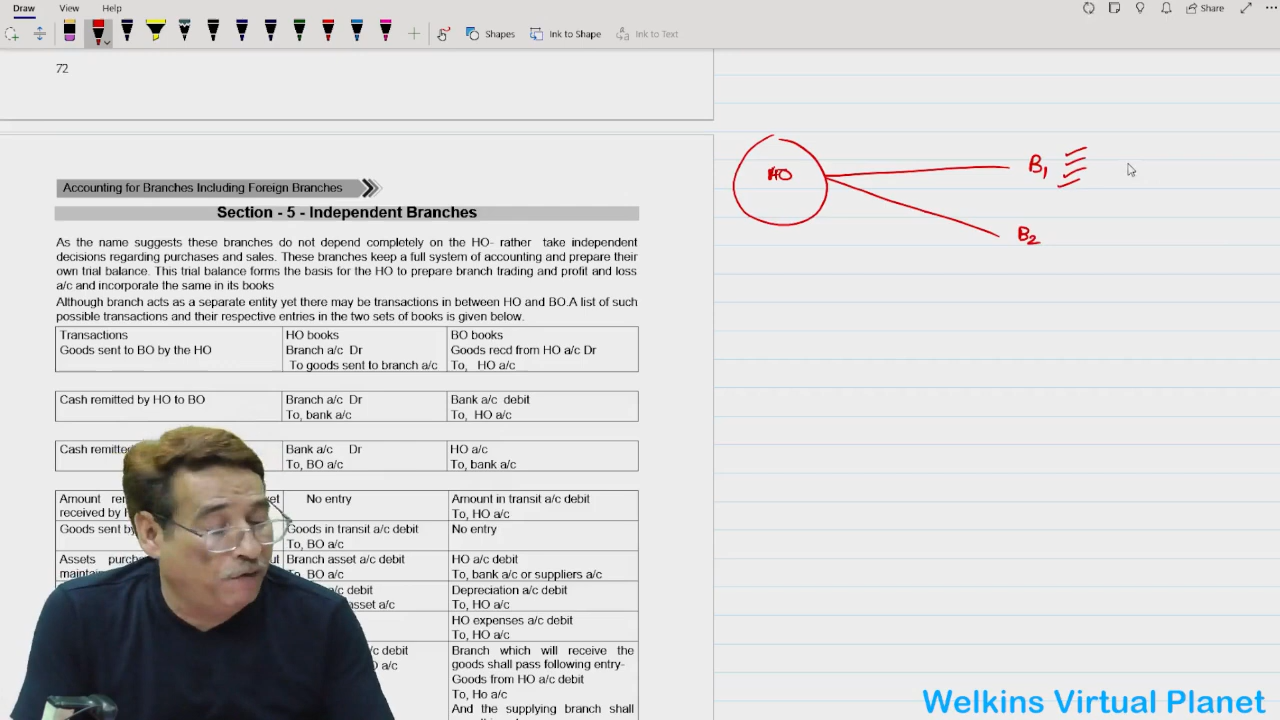 Draw View Help
Share
Shapes
Ink to Shape
Ink to Text
72
Accounting for Branches Including Foreign Branches
Section - 5 - Independent Branches
As the name suggests these branches do not depend completely on the HO- rather take independent
decisions regarding purchases and sales. These branches keep a full system of accounting and prepare their
own trial balance. This trial balance forms the basis for the HO to prepare branch trading and profit and loss
a/c and incorporate the same in its books
Although branch acts as a separate entity yet there may be transactions in between HO and BO.A list of such
possible transactions and their respective entries in the two sets of books is given below.
Transactions HO books BO books
Goods sent to BO by the HO Branch a/c Dr Goods recd from HO a/c Dr
To goods sent to branch a/c To, HO a/c
Cash remitted by HO to BO Branch a/c Dr Bank a/c debit
To, bank a/c To, HO a/c
Cash remitted Bank a/c Dr HO a/c
To, BO a/c To, bank a/c
Amount No entry Amount in transit a/c debit
received by To, HO a/c
Goods sent by Goods in transit a/c debit No entry
To, BO a/c
Assets Branch asset a/c debit HO a/c debit
To, BO a/c To, bank a/c or suppliers a/c
a/c debit Depreciation a/c debit
asset a/c To, HO a/c
HO expenses a/c debit
To, HO a/c
a/c debit Branch which will receive the
a/c goods shall pass following entry-
Goods from HO a/c debit
To, Ho a/c
And the supplying branch shall
HO
B1
B2
Welkins Virtual Planet